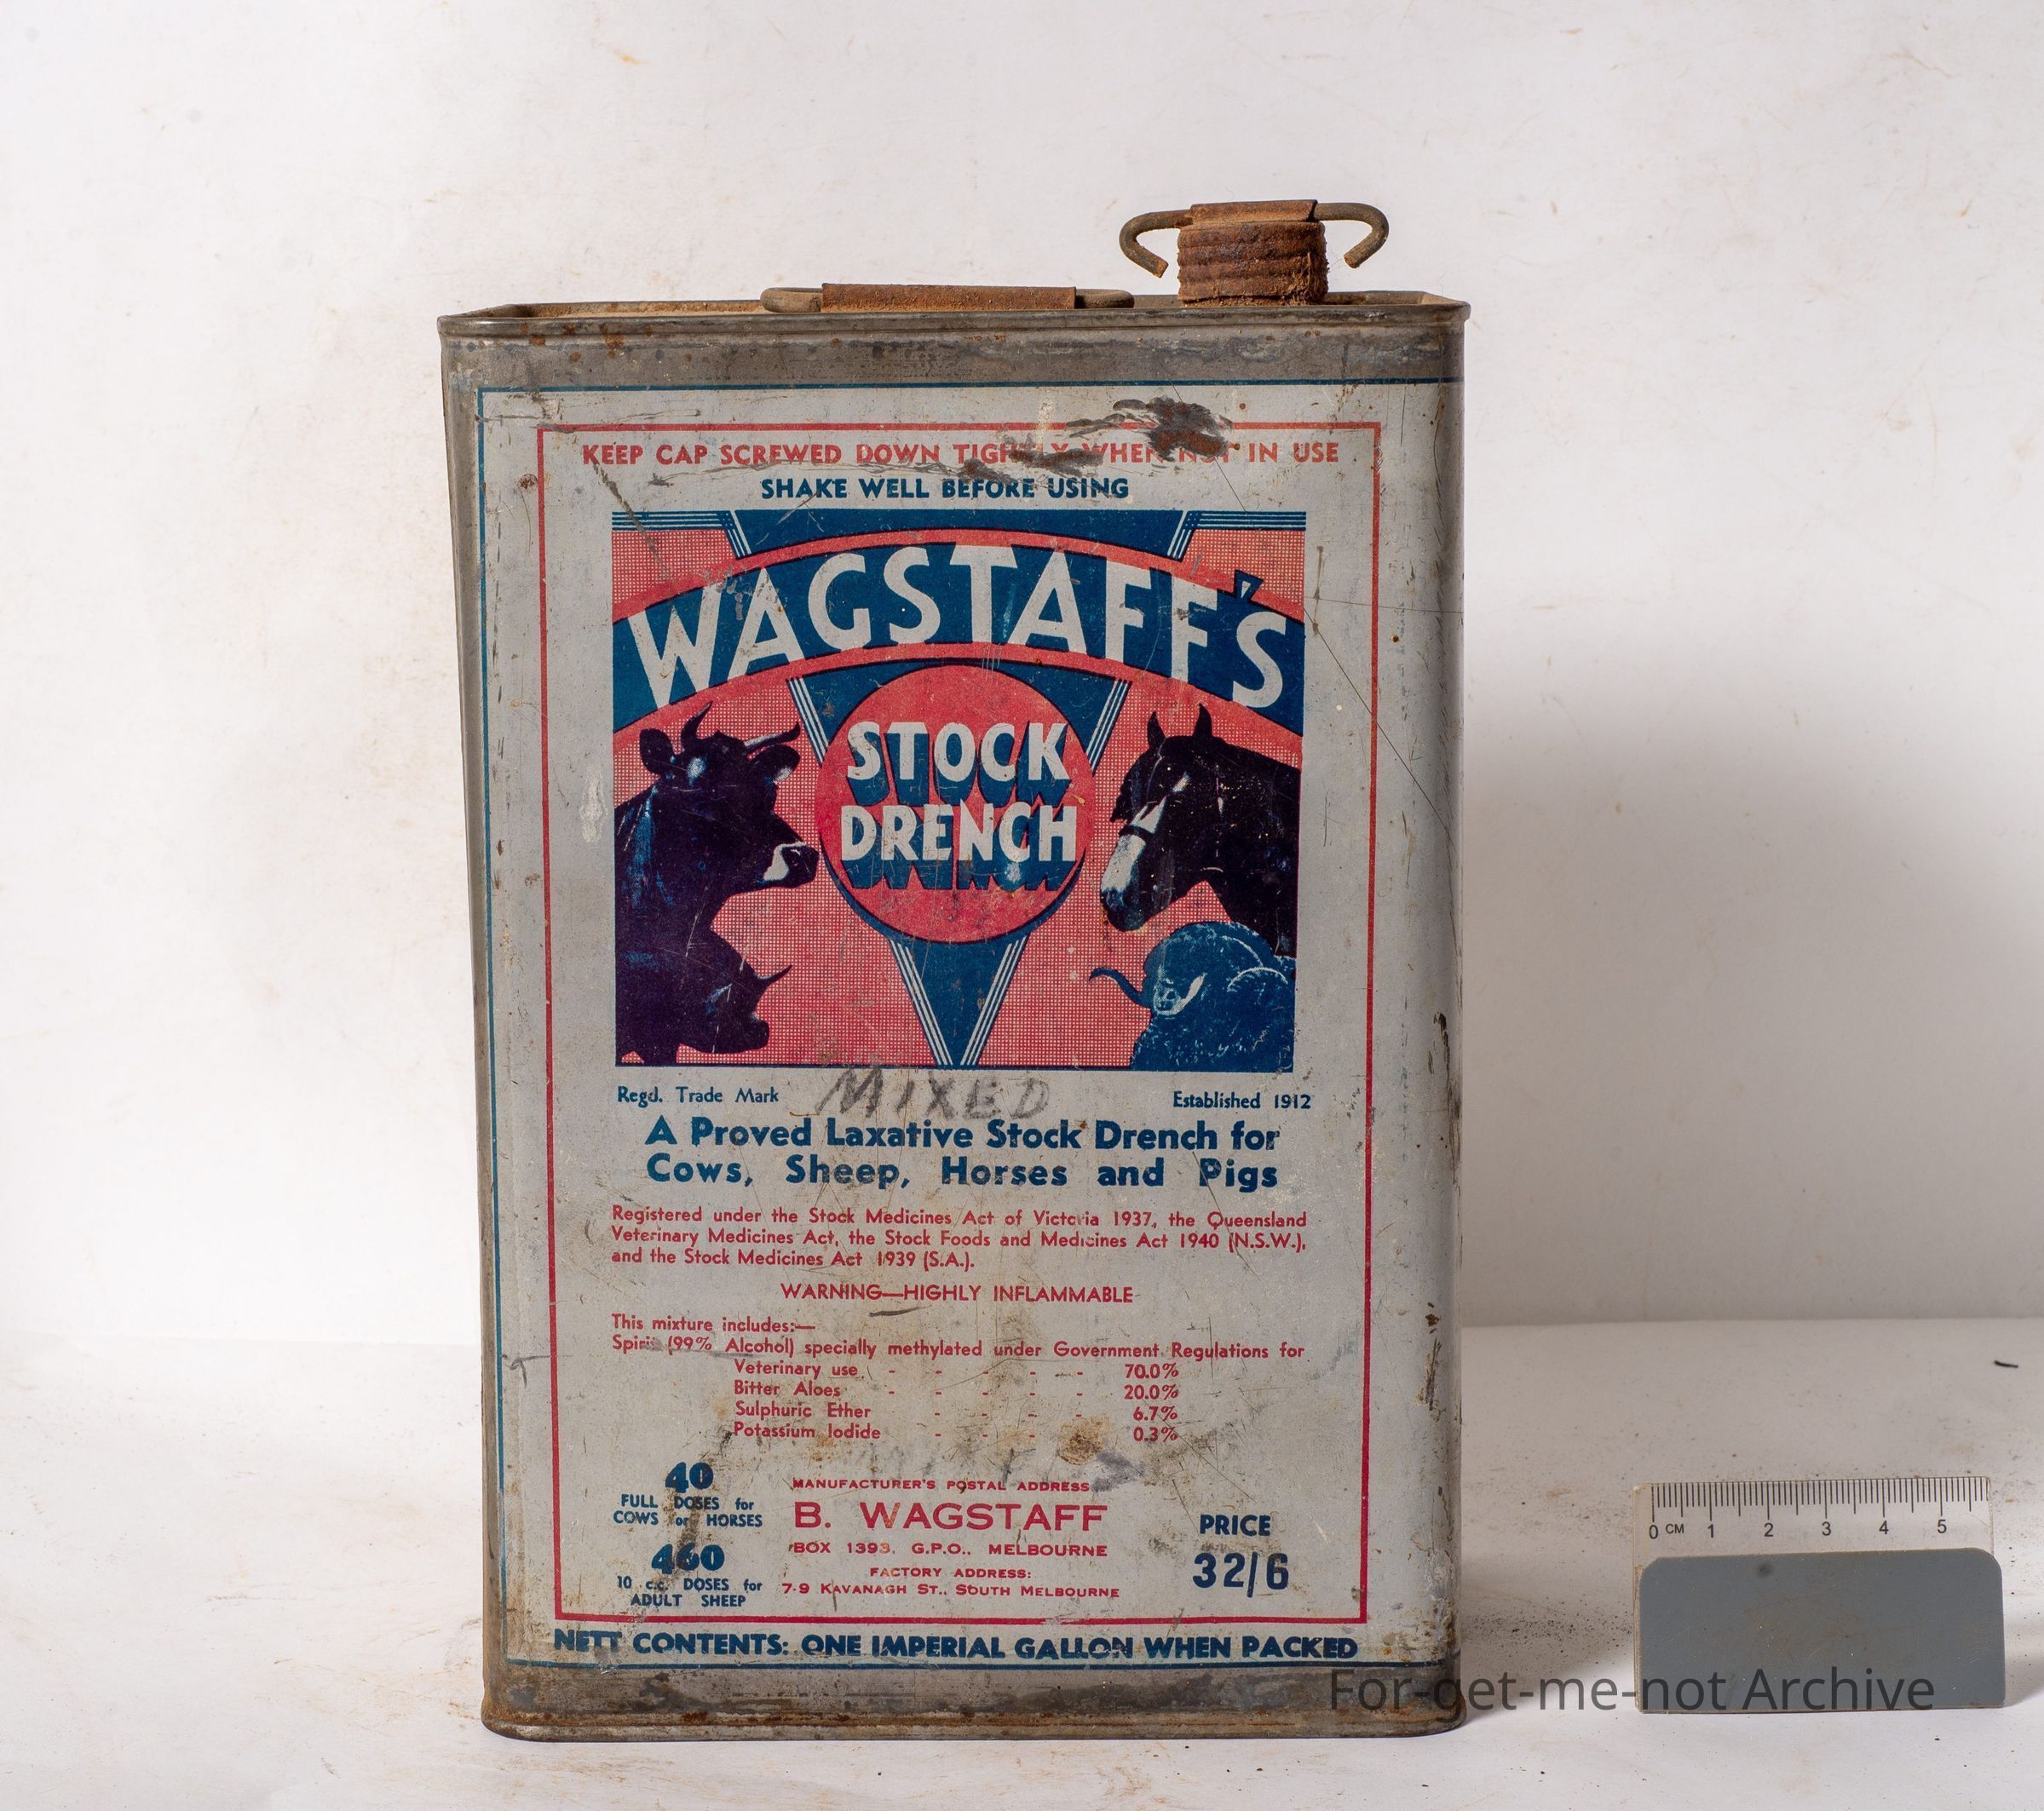 KEEP CAP SCREWED DOWN TIGHTLY WHEN NOT IN USE
SHAKE WELL BEFORE USING
WAGSTAFF'S
STOCK
DRENCH
Regd. Trade Mark MIXED Established 1912
A Proved Laxative Stock Drench for
Cows, Sheep, Horses and Pigs
Registered under the Stock Medicines Act of Victoria 1937, the Queensland
Veterinary Medicines Act, the Stock Foods and Medicines Act 1940 (N.S.W.),
and the Stock Medicines Act 1939 (S.A.).
WARNING—HIGHLY INFLAMMABLE
This mixture includes:—
Spirit (99% Alcohol) specially methylated under Government Regulations for
Veterinary use - - - - - 70.0%
Bitter Aloes - - - - - 20.0%
Sulphuric Ether - - - - 6.7%
Potassium Iodide - - - - 0.3%
40
FULL DOSES for
COWS or HORSES
460
10 c.c. DOSES for
ADULT SHEEP
MANUFACTURER'S POSTAL ADDRESS
B. WAGSTAFF
BOX 1393, G.P.O., MELBOURNE
FACTORY ADDRESS:
7-9 KAVANAGH ST., SOUTH MELBOURNE
PRICE
32/6
NETT CONTENTS: ONE IMPERIAL GALLON WHEN PACKED
0 CM 1 2 3 4 5
For-get-me-not Archive